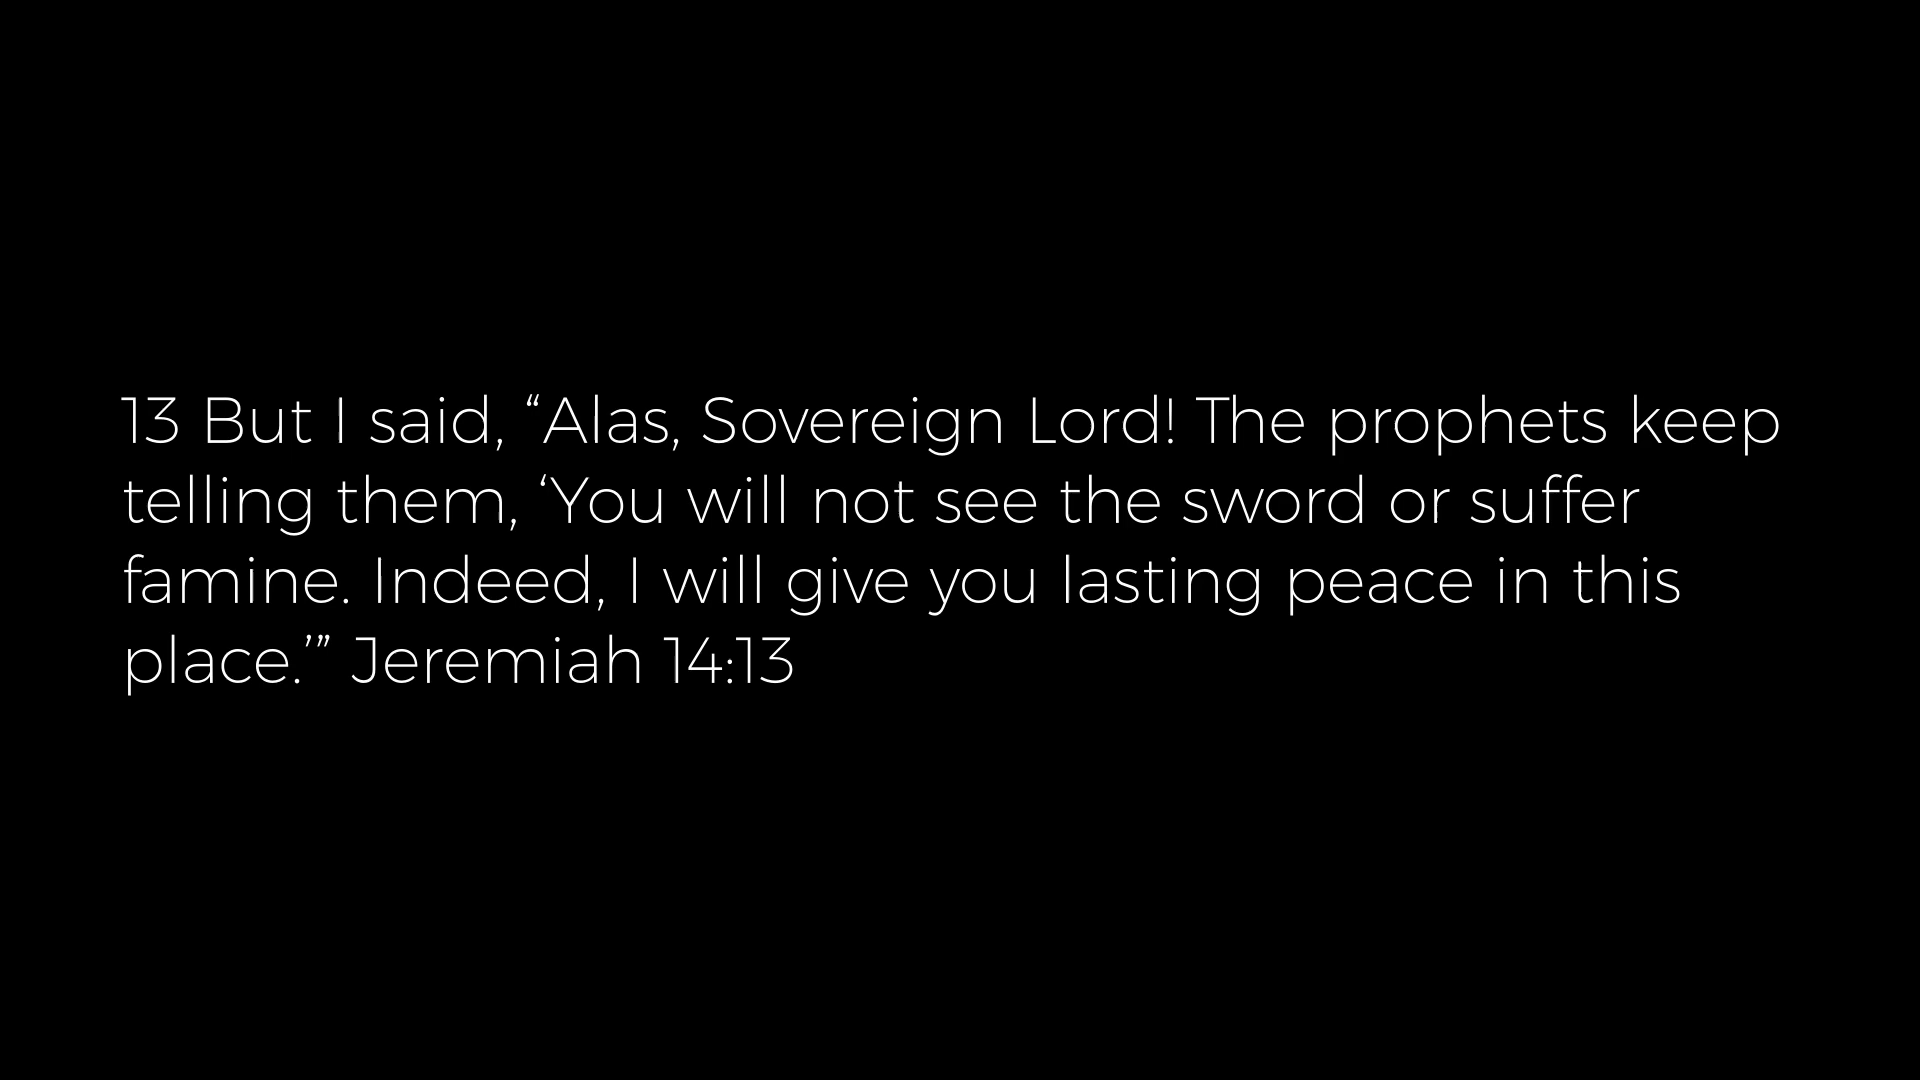 13 But I said, “Alas, Sovereign Lord! The prophets keep
telling them, ‘You will not see the sword or suffer
famine. Indeed, I will give you lasting peace in this
place.’” Jeremiah 14:13